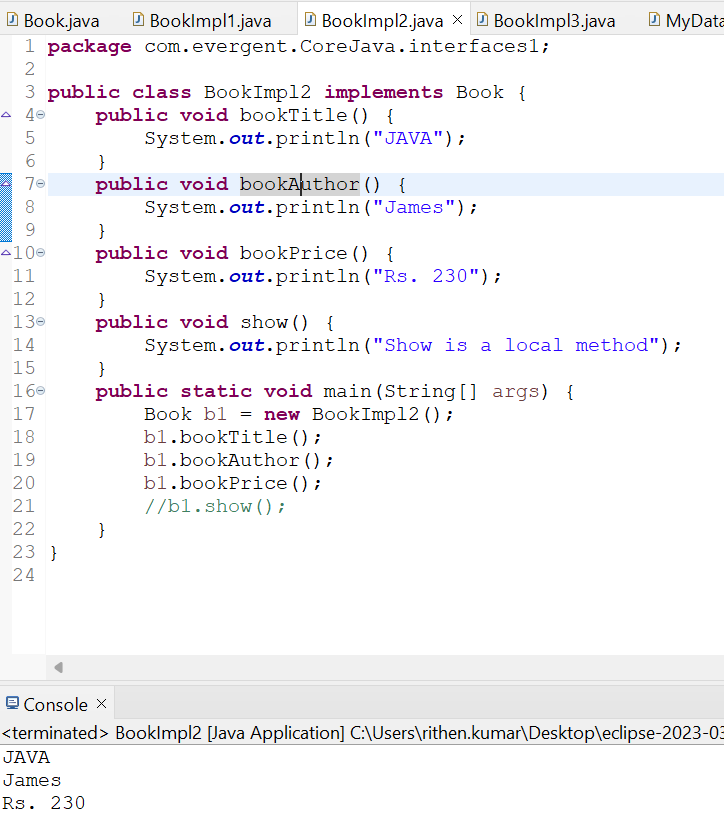 Book.java BookImpl1.java BookImpl2.java BookImpl3.java MyData
1 package com.evergent.CoreJava.interfaces1;
2
3 public class BookImpl2 implements Book {
4 public void bookTitle() {
5 System.out.println("JAVA");
6 }
7 public void bookAuthor() {
8 System.out.println("James");
9 }
10 public void bookPrice() {
11 System.out.println("Rs. 230");
12 }
13 public void show() {
14 System.out.println("Show is a local method");
15 }
16 public static void main(String[] args) {
17 Book b1 = new BookImpl2();
18 b1.bookTitle();
19 b1.bookAuthor();
20 b1.bookPrice();
21 //b1.show();
22 }
23 }
24
Console
<terminated> BookImpl2 [Java Application] C:\Users\rithen.kumar\Desktop\eclipse-2023-03
JAVA
James
Rs. 230